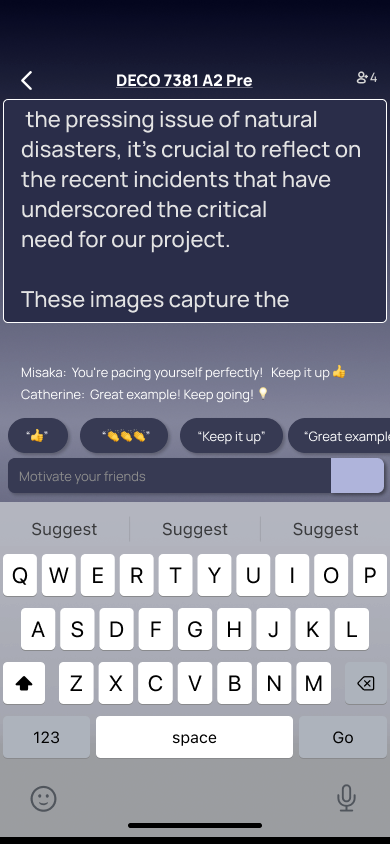 DECO 7381 A2 Pre
4
the pressing issue of natural
disasters, it's crucial to reflect on
the recent incidents that have
underscored the critical
need for our project.
These images capture the
Misaka: You're pacing yourself perfectly! Keep it up 👍
Catherine: Great example! Keep going! 💡
"👍" "👏👏👏" "Keep it up" "Great example
Motivate your friends
Suggest Suggest Suggest
Q W E R T Y U I O P
A S D F G H J K L
Z X C V B N M
123 space Go